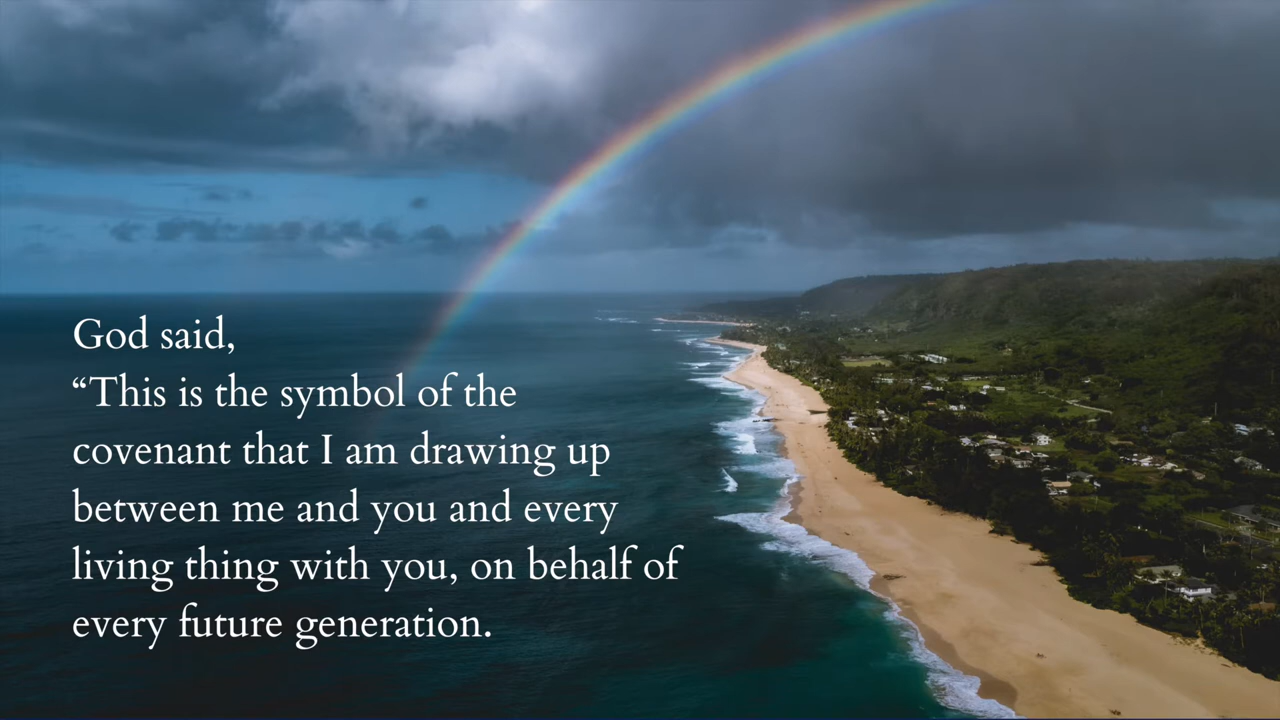 God said,
“This is the symbol of the
covenant that I am drawing up
between me and you and every
living thing with you, on behalf of
every future generation.